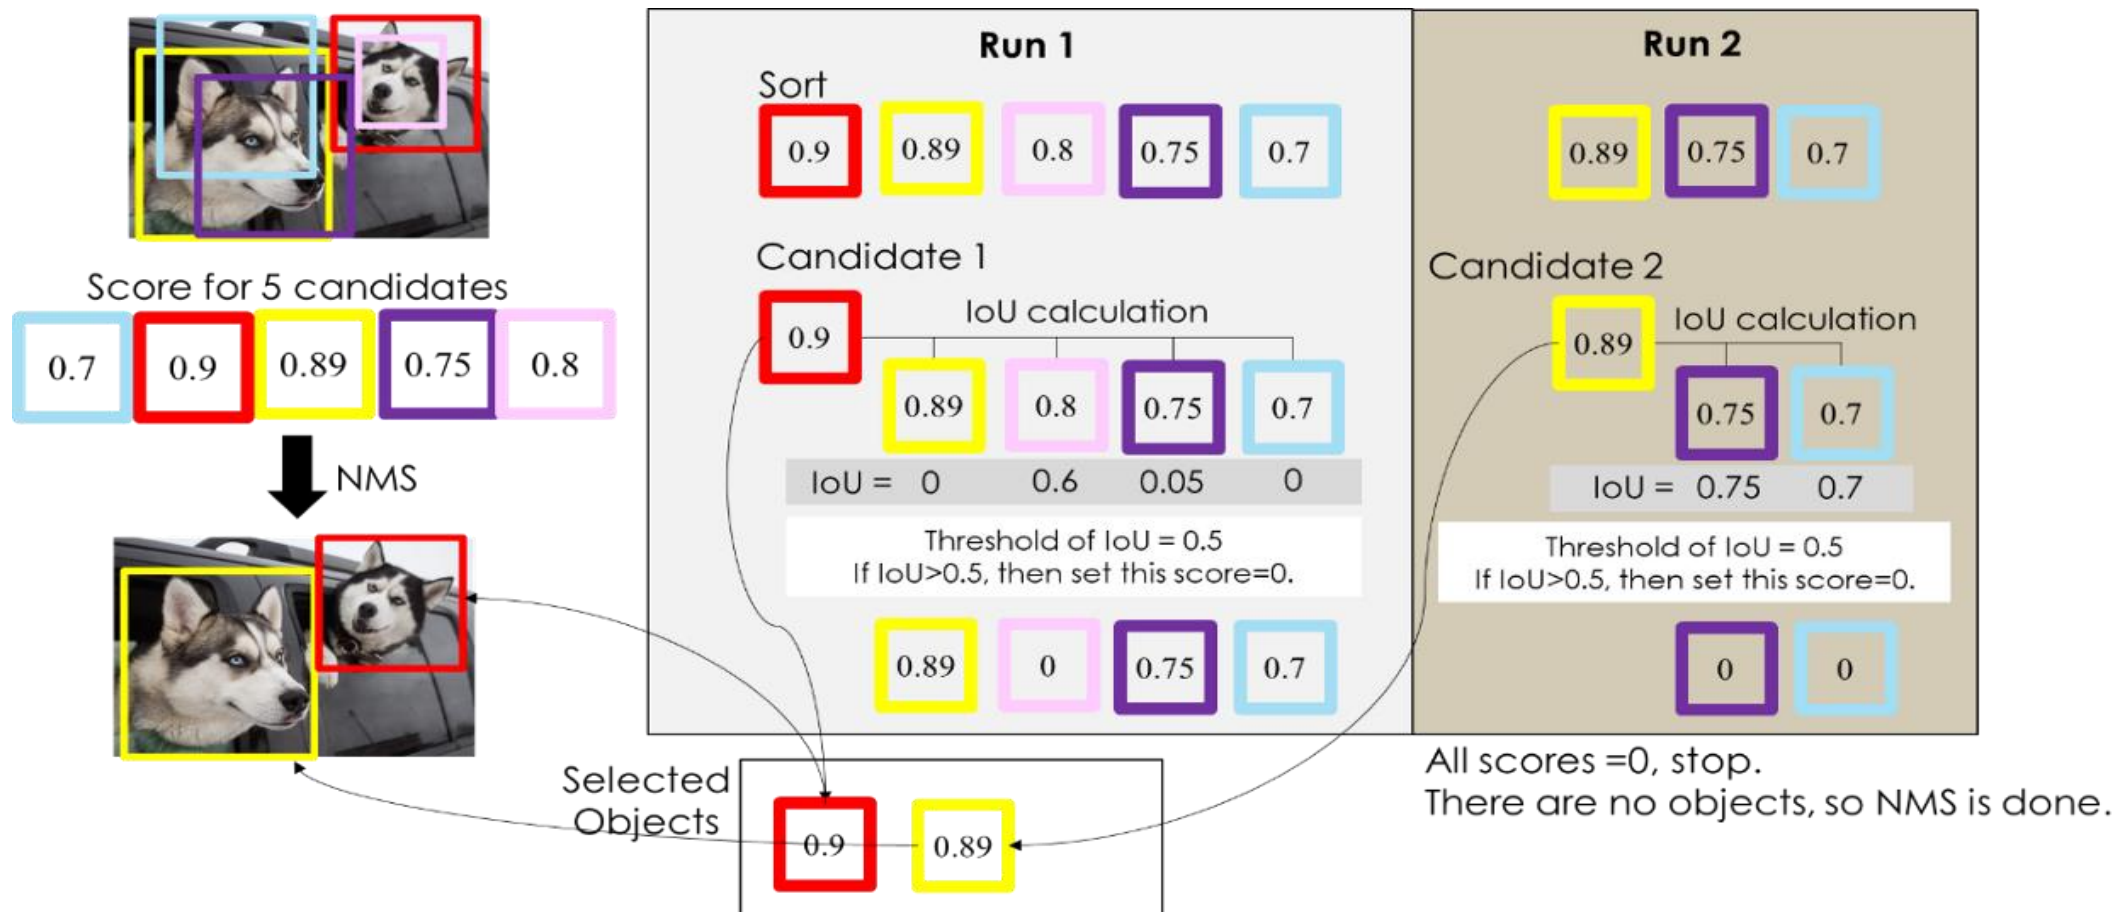 Score for 5 candidates
0.7 0.9 0.89 0.75 0.8
NMS
Run 1
Sort
0.9 0.89 0.8 0.75 0.7
Candidate 1
0.9
IoU calculation
0.89 0.8 0.75 0.7
IoU = 0 0.6 0.05 0
Threshold of IoU = 0.5
If IoU>0.5, then set this score=0.
0.89 0 0.75 0.7
Run 2
0.89 0.75 0.7
Candidate 2
0.89
IoU calculation
0.75 0.7
IoU = 0.75 0.7
Threshold of IoU = 0.5
If IoU>0.5, then set this score=0.
0 0
All scores =0, stop.
There are no objects, so NMS is done.
Selected
Objects
0.9 0.89